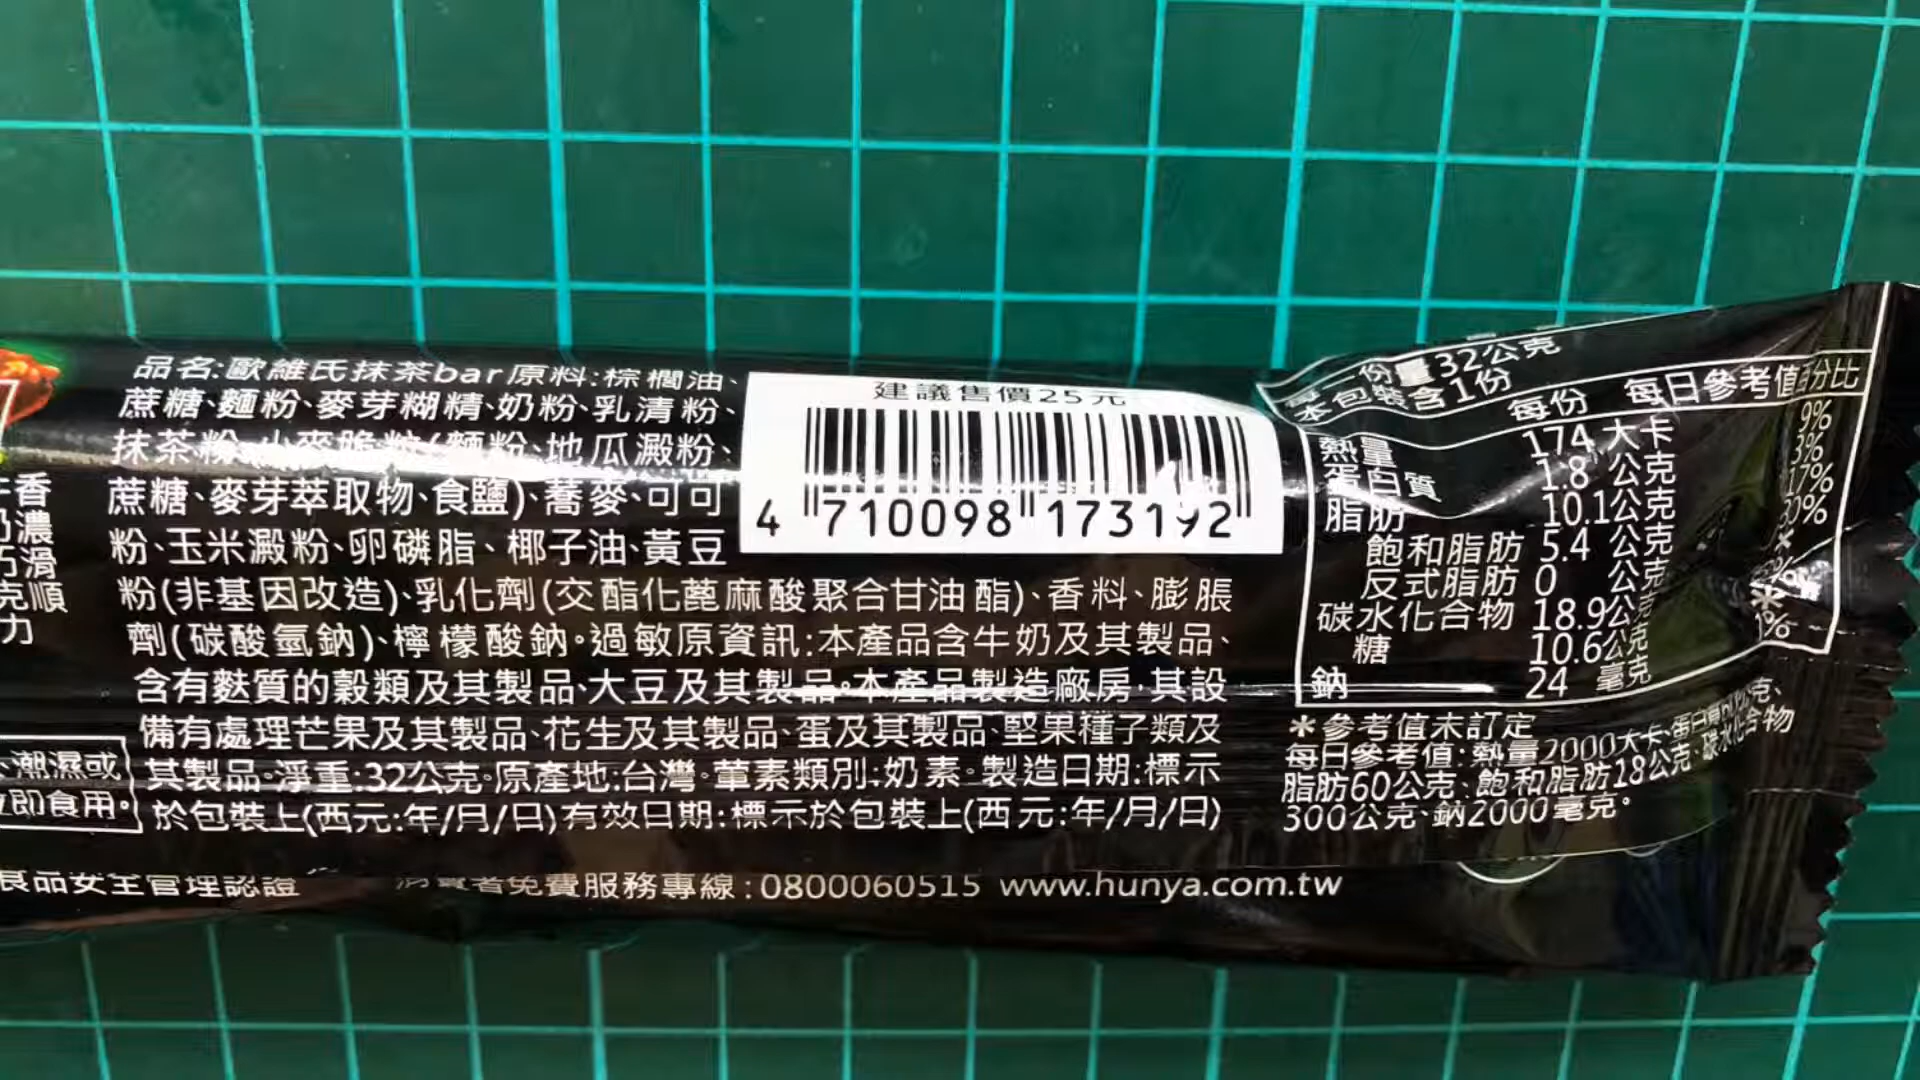 品名:歐維氏抹茶bar原料:棕櫚油、
蔗糖、麵粉、麥芽糊精、奶粉、乳清粉、
抹茶粉、小麥脆粒(麵粉、地瓜澱粉、
蔗糖、麥芽萃取物、食鹽)、蕎麥、可可
粉、玉米澱粉、卵磷脂、椰子油、黃豆
粉(非基因改造)、乳化劑(交酯化蓖麻酸聚合甘油酯)、香料、膨脹
劑(碳酸氫鈉)、檸檬酸鈉。過敏原資訊:本產品含牛奶及其製品、
含有麩質的穀類及其製品、大豆及其製品。本產品製造廠房,其設
備有處理芒果及其製品、花生及其製品、蛋及其製品、堅果種子類及
其製品。淨重:32公克。原產地:台灣。葷素類別:奶素。製造日期:標示
於包裝上(西元:年/月/日)有效日期:標示於包裝上(西元:年/月/日)
建議售價25元
4 710098 173192
每一份量32公克
本包裝含1份
每份 每日參考值百分比
熱量 174 大卡 9%
蛋白質 1.8 公克 3%
脂肪 10.1公克 17%
飽和脂肪 5.4 公克 30%
反式脂肪 0 公克 *
碳水化合物 18.9公克
糖 10.6公克 *
鈉 24 毫克 1%
*參考值未訂定
每日參考值:熱量2000大卡、蛋白質60公克、
脂肪60公克、飽和脂肪18公克、碳水化合物
300公克、鈉2000毫克。
香
濃
滑
克順
力
潮濕或
立即食用。
食品安全管理認證
消費者免費服務專線:0800060515 www.hunya.com.tw